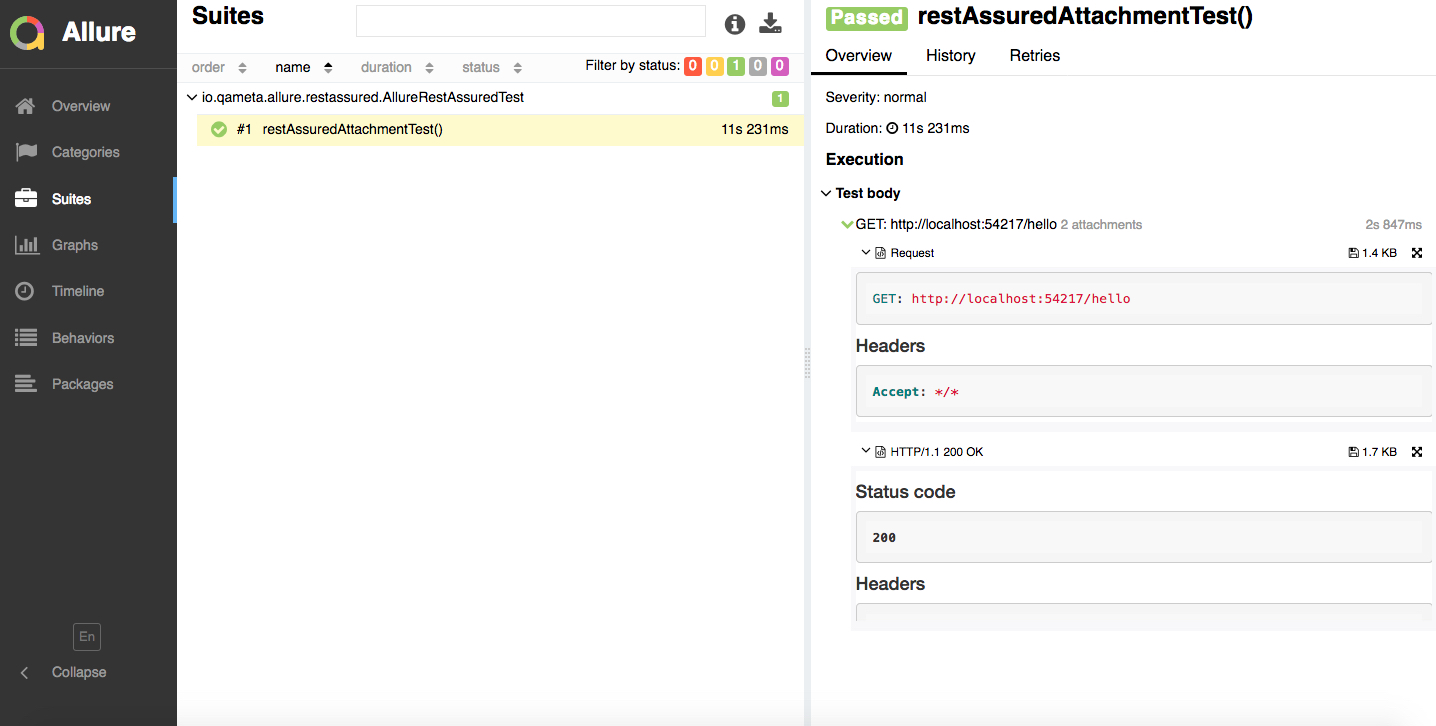 Allure
Overview
Categories
Suites
Graphs
Timeline
Behaviors
Packages
En
Collapse
Suites
order name duration status Filter by status: 0 0 1 0 0
io.qameta.allure.restassured.AllureRestAssuredTest 1
#1 restAssuredAttachmentTest() 11s 231ms
Passed restAssuredAttachmentTest()
Overview History Retries
Severity: normal
Duration: 11s 231ms
Execution
Test body
GET: http://localhost:54217/hello 2 attachments 2s 847ms
Request 1.4 KB
GET: http://localhost:54217/hello
Headers
Accept: */*
HTTP/1.1 200 OK 1.7 KB
Status code
200
Headers